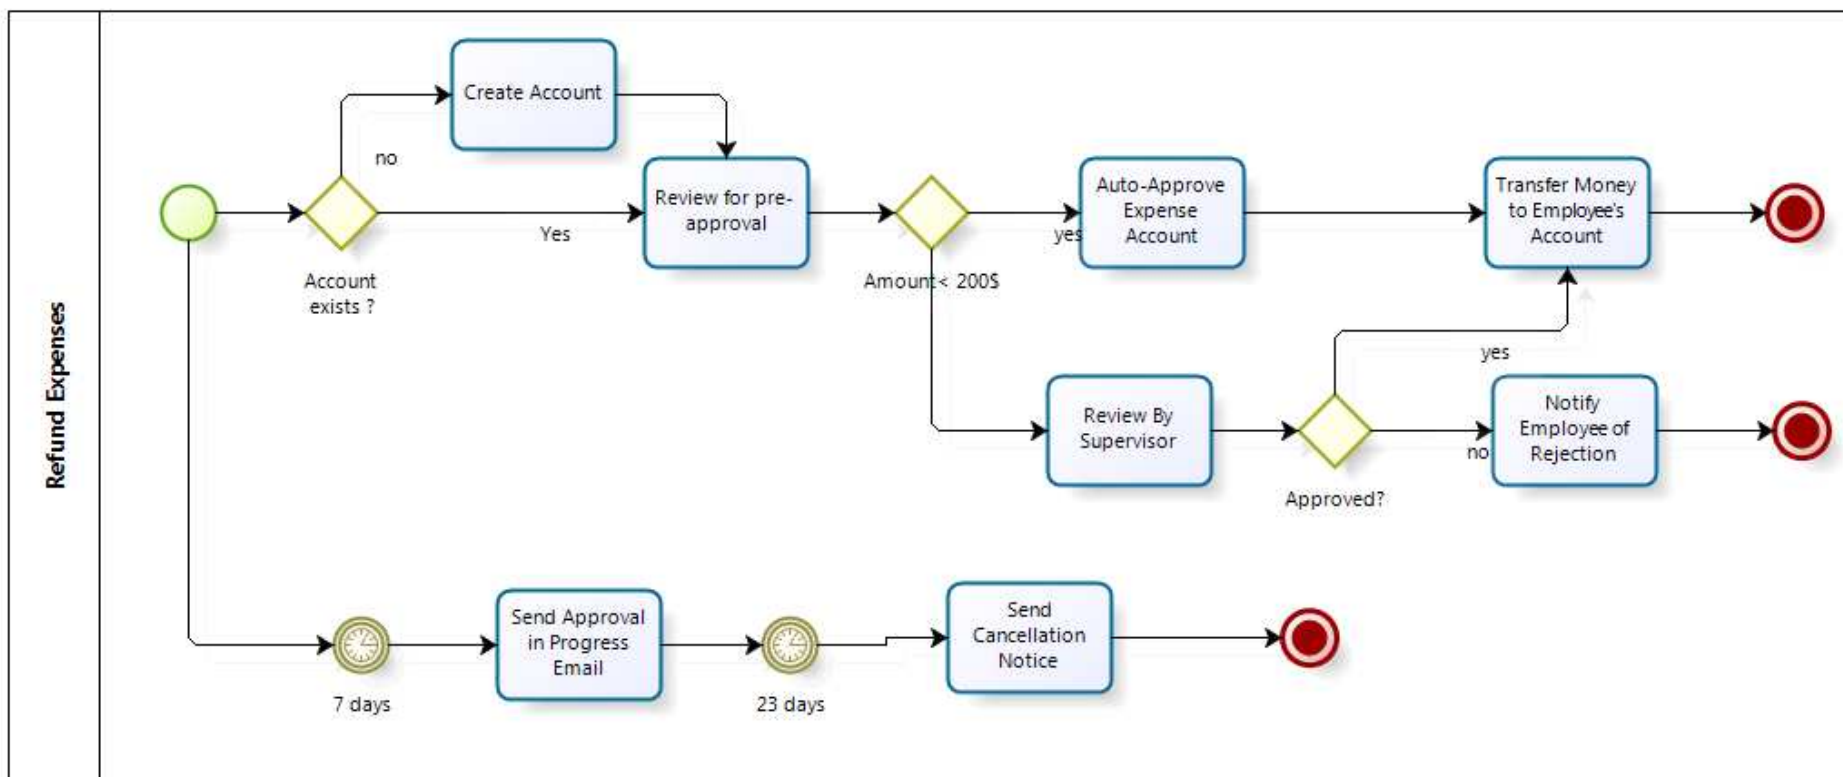 Refund Expenses
Create Account
no
Review for pre-
approval
Yes
Account
exists ?
Amount< 200$
yes
Auto-Approve
Expense
Account
Transfer Money
to Employee's
Account
Review By
Supervisor
yes
Approved?
no
Notify
Employee of
Rejection
7 days
Send Approval
in Progress
Email
23 days
Send
Cancellation
Notice